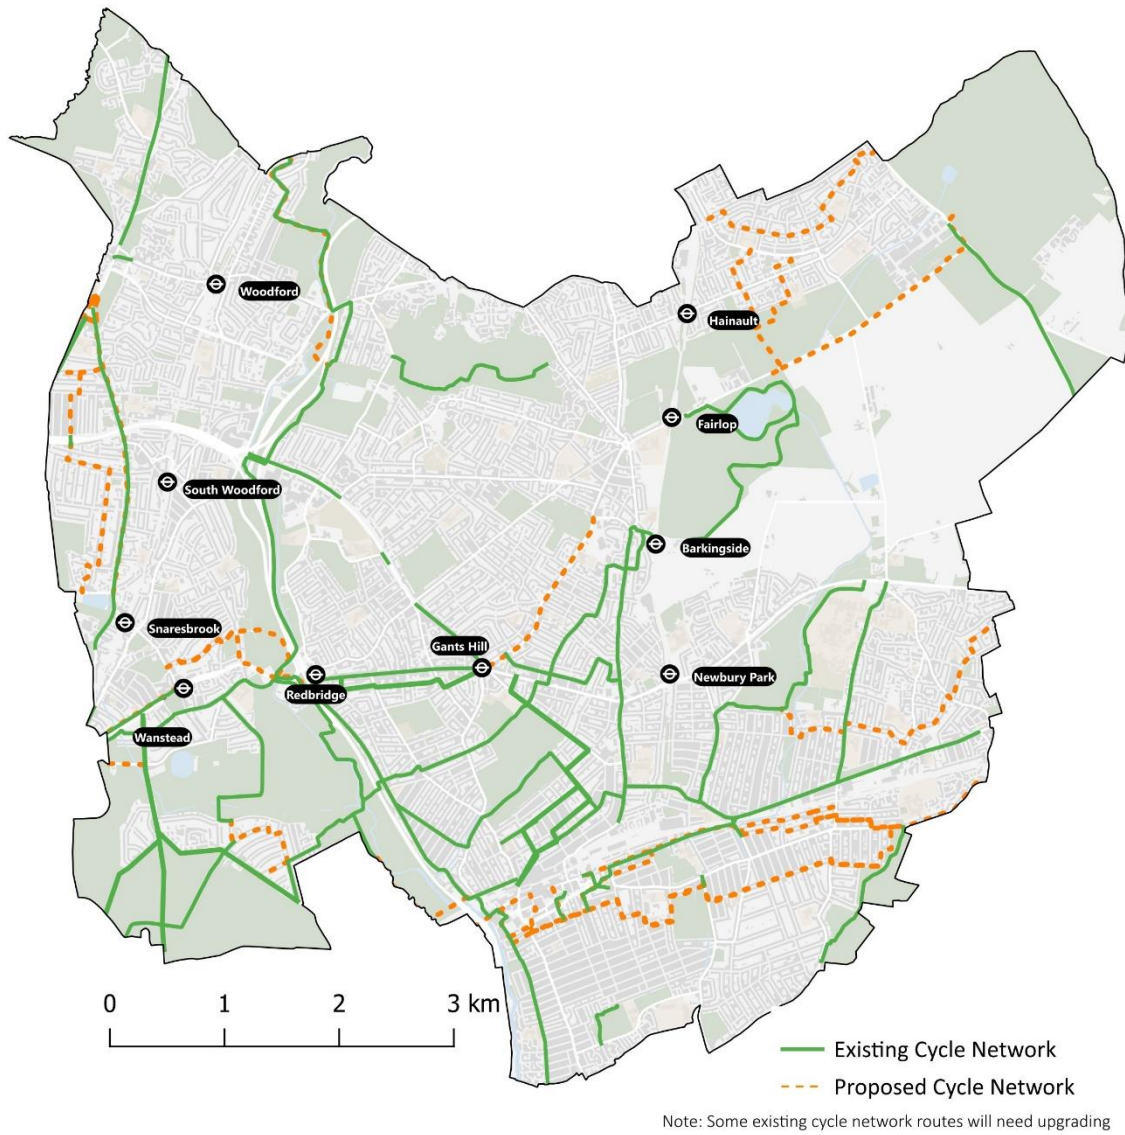 Woodford
Hainault
Fairlop
South Woodford
Barkingside
Snaresbrook
Gants Hill
Newbury Park
Redbridge
Wanstead
0 1 2 3 km
Existing Cycle Network
Proposed Cycle Network
Note: Some existing cycle network routes will need upgrading